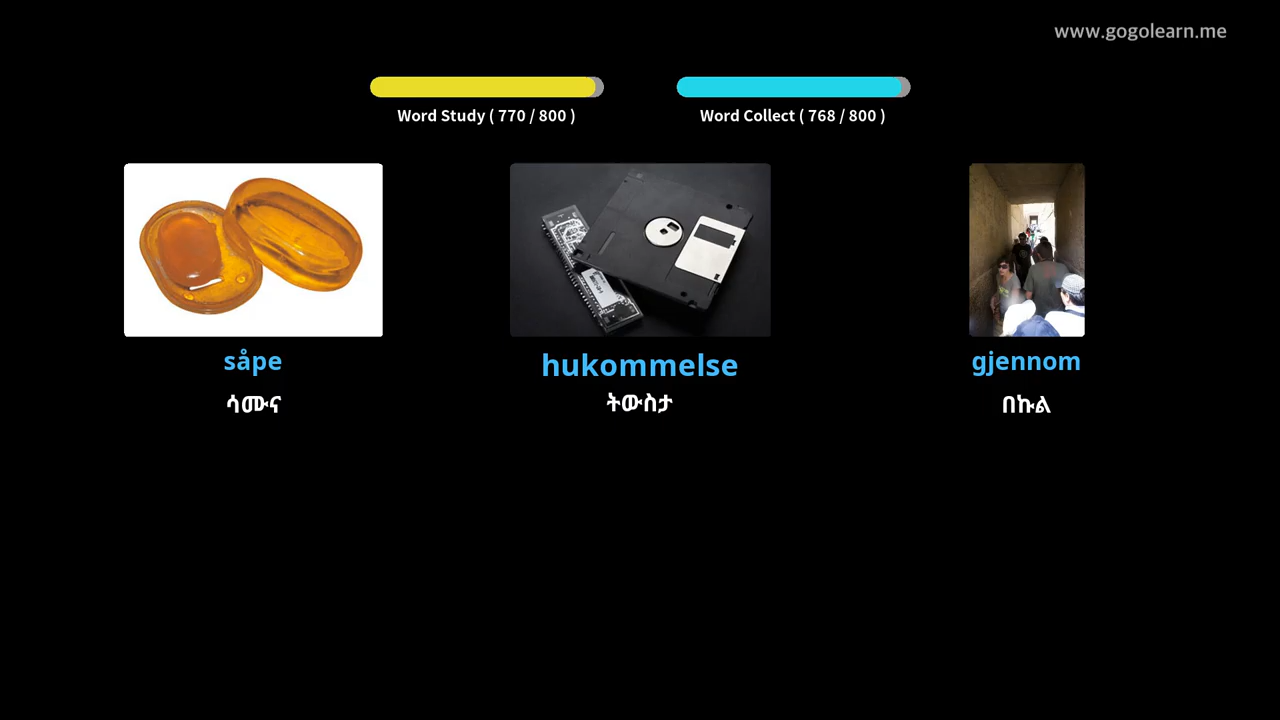 www.gogolearn.me
Word Study ( 770 / 800 )
Word Collect ( 768 / 800 )
såpe
hukommelse
gjennom
ሳሙና
ትውስታ
በኩል